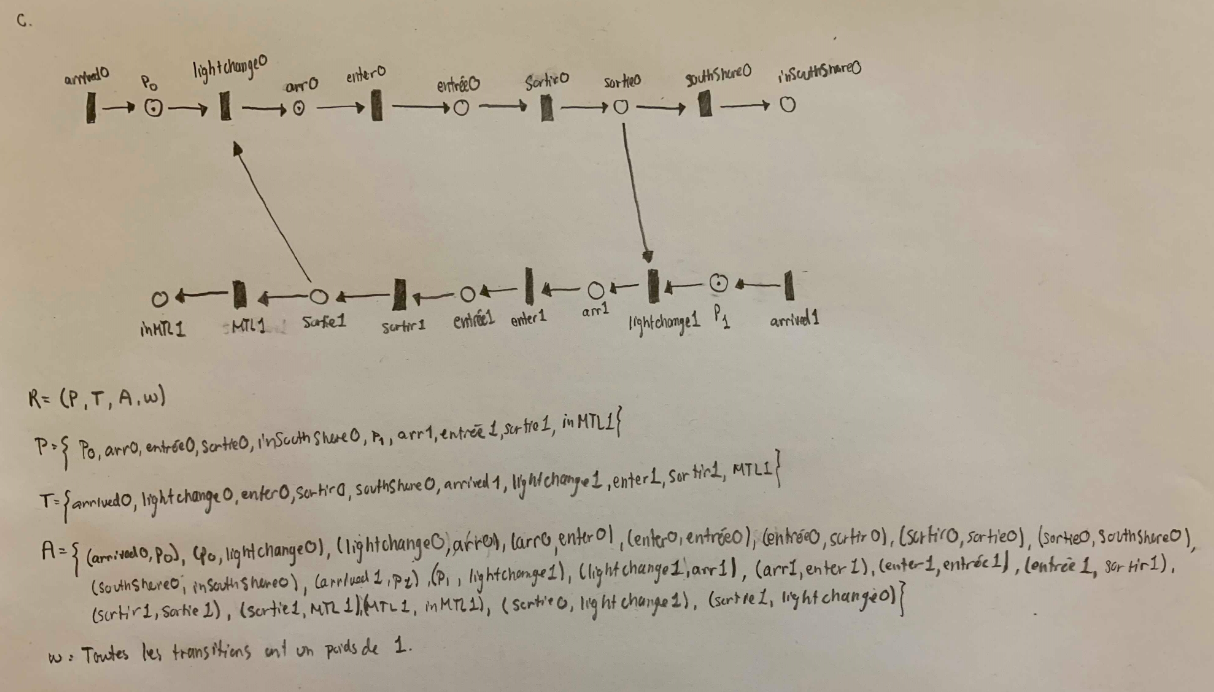 C.
arrived0 P0 lightchange0 arr0 enter0 entrée0 Sortir0 sortie0 southShore0 inSouthShore0
inMTL1 MTL1 Sortie1 sortir1 entrée1 enter1 arr1 lightchange1 P1 arrived1
R= (P, T, A, w)
P={ P0, arr0, entrée0, sortie0, inSouthShore0, P1, arr1, entrée1, sortie1, inMTL1}
T={arrived0, lightchange0, enter0, sortir0, southShore0, arrived1, lightchange1, enter1, sortir1, MTL1}
A={ (arrived0, P0), (P0, lightchange0), (lightchange0, arr0), (arr0, enter0), (enter0, entrée0), (entrée0, sortir0), (sortir0, sortie0), (sortie0, southShore0),
(southShore0, insouthshore0), (arrived1, P1), (P1, lightchange1), (lightchange1, arr1), (arr1, enter1), (enter1, entrée1), (entrée1, sortir1),
(sortir1, sortie1), (sortie1, MTL1), (MTL1, inMTL1), (sortie0, lightchange1), (sortie1, lightchange0)}
w: Toutes les transitions ont un poids de 1.